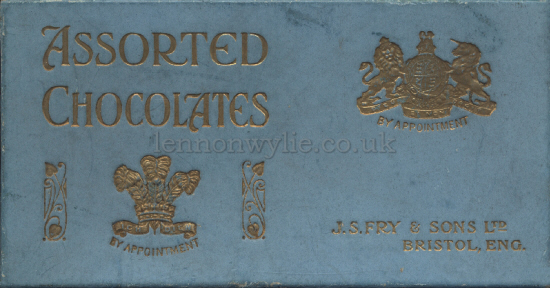 ASSORTED
CHOCOLATES
BY APPOINTMENT
lennonwylie.co.uk
BY APPOINTMENT
J.S. FRY & SONS LTD
BRISTOL, ENG.